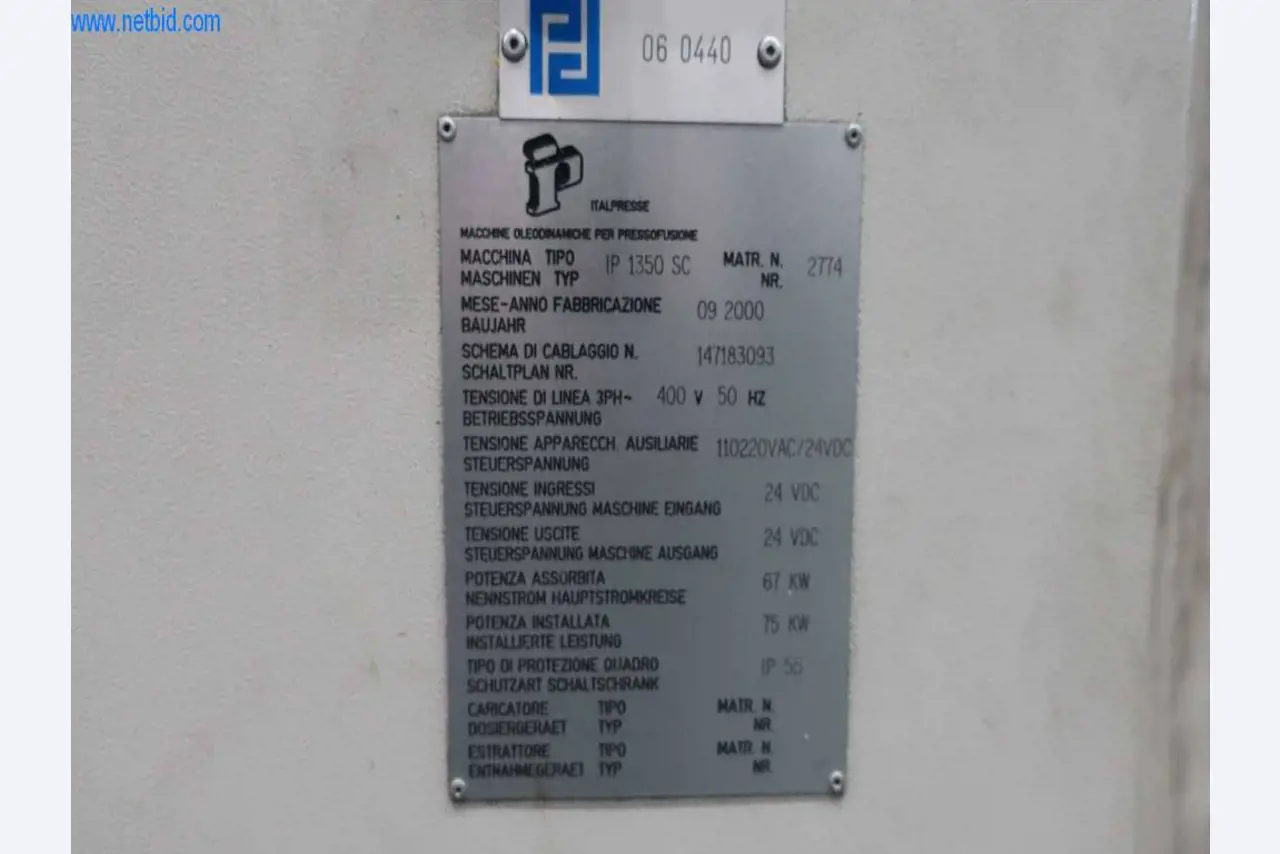 www.netbid.com
06 0440
ITALPRESSE
MACCHINE OLEODINAMICHE PER PRESSOFUSIONE
MACCHINA TIPO IP 1350 SC MATR. N. 2774
MASCHINEN TYP NR.
MESE-ANNO FABBRICAZIONE 09 2000
BAUJAHR
SCHEMA DI CABLAGGIO N. 147183093
SCHALTPLAN NR.
TENSIONE DI LINEA 3PH~ 400 V 50 HZ
BETRIEBSSPANNUNG
TENSIONE APPARECCH. AUSILIARIE 110220VAC/24VDC
STEUERSPANNUNG
TENSIONE INGRESSI 24 VDC
STEUERSPANNUNG MASCHINE EINGANG
TENSIONE USCITE 24 VDC
STEUERSPANNUNG MASCHINE AUSGANG
POTENZA ASSORBITA 67 KW
NENNSTROM HAUPTSTROMKREISE
POTENZA INSTALLATA 75 KW
INSTALLIERTE LEISTUNG
TIPO DI PROTEZIONE QUADRO IP 55
SCHUTZART SCHALTSCHRANK
CARICATORE TIPO MATR. N.
DOSIERGERAET TYP NR.
ESTRATTORE TIPO MATR. N.
ENTNAHMEGERAET TYP NR.